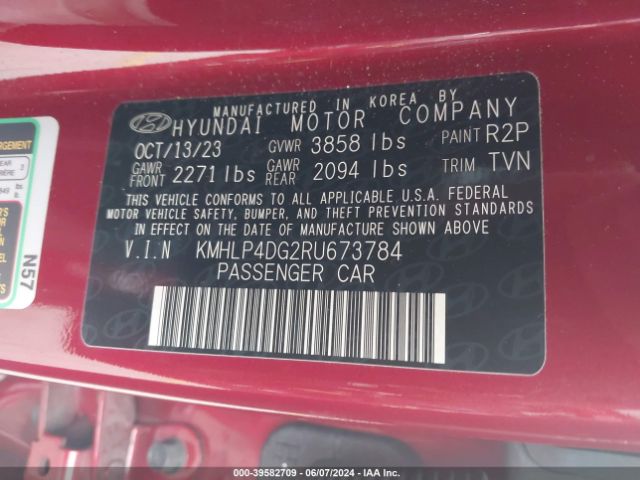 MANUFACTURED IN KOREA BY
HYUNDAI MOTOR COMPANY
OCT/13/23 GVWR 3858 lbs PAINT R2P
GAWR FRONT 2271 lbs GAWR REAR 2094 lbs TRIM TVN
THIS VEHICLE CONFORMS TO ALL APPLICABLE U.S.A. FEDERAL
MOTOR VEHICLE SAFETY, BUMPER, AND THEFT PREVENTION STANDARDS
IN EFFECT ON THE DATE OF MANUFACTURE SHOWN ABOVE
V.I.N KMHLP4DG2RU673784
PASSENGER CAR
N57
000-39582709 - 06/07/2024 - IAA Inc.